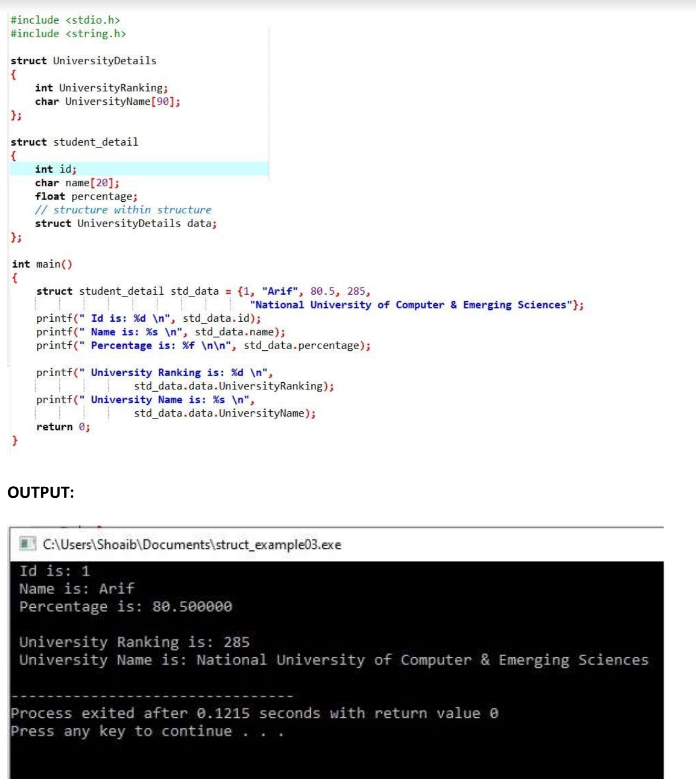 #include <stdio.h>
#include <string.h>
struct UniversityDetails
{
int UniversityRanking;
char UniversityName[90];
};
struct student_detail
{
int id;
char name[20];
float percentage;
// structure within structure
struct UniversityDetails data;
};
int main()
{
struct student_detail std_data = {1, "Arif", 80.5, 285,
"National University of Computer & Emerging Sciences"};
printf(" Id is: %d \n", std_data.id);
printf(" Name is: %s \n", std_data.name);
printf(" Percentage is: %f \n\n", std_data.percentage);
printf(" University Ranking is: %d \n",
std_data.data.UniversityRanking);
printf(" University Name is: %s \n",
std_data.data.UniversityName);
return 0;
}
OUTPUT:
C:\Users\Shoaib\Documents\struct_example03.exe
Id is: 1
Name is: Arif
Percentage is: 80.500000
University Ranking is: 285
University Name is: National University of Computer & Emerging Sciences
--------------------------------
Process exited after 0.1215 seconds with return value 0
Press any key to continue . . .